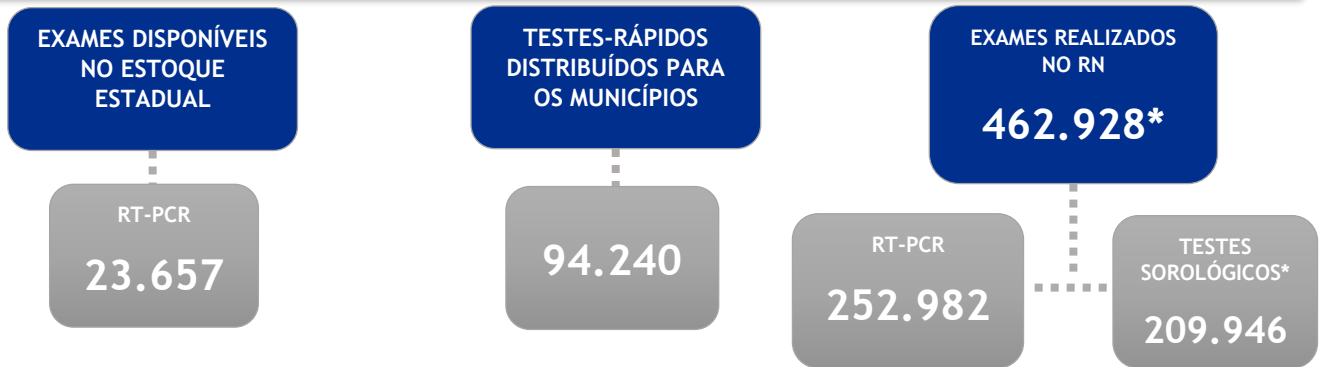 EXAMES DISPONÍVEIS
NO ESTOQUE
ESTADUAL
RT-PCR
23.657
TESTES-RÁPIDOS
DISTRIBUÍDOS PARA
OS MUNICÍPIOS
94.240
EXAMES REALIZADOS
NO RN
462.928*
RT-PCR
252.982
TESTES
SOROLÓGICOS*
209.946